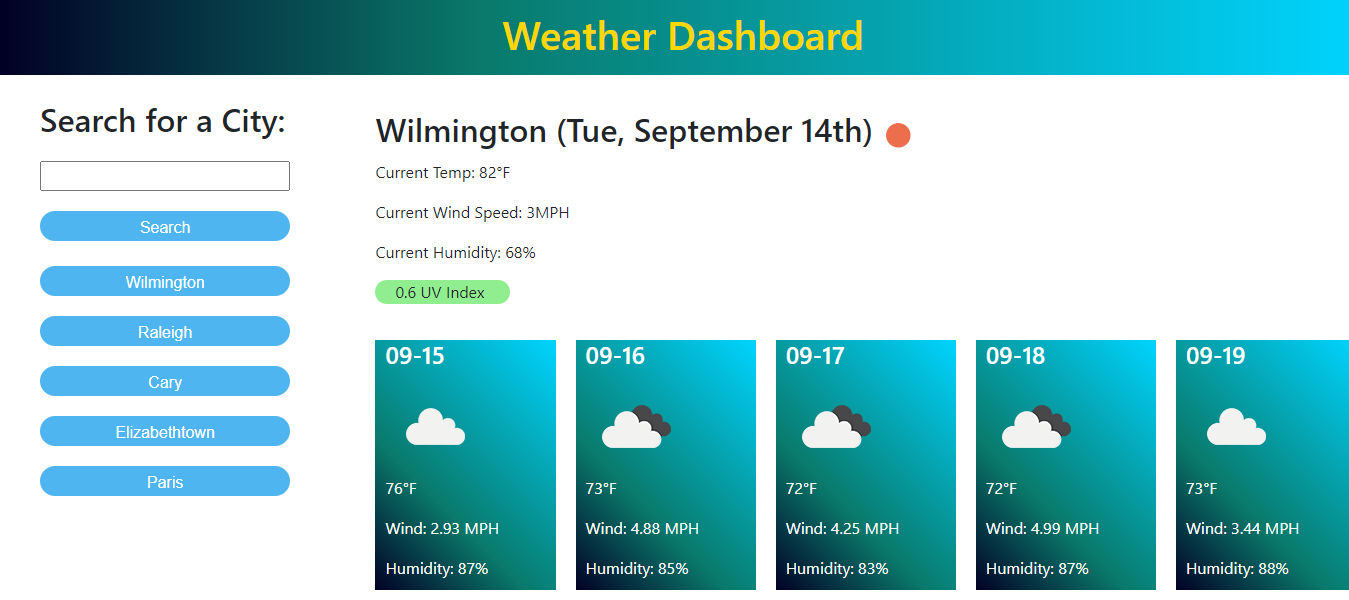 Weather Dashboard
Search for a City:
Search
Wilmington
Raleigh
Cary
Elizabethtown
Paris
Wilmington (Tue, September 14th)
Current Temp: 82°F
Current Wind Speed: 3MPH
Current Humidity: 68%
0.6 UV Index
09-15
76°F
Wind: 2.93 MPH
Humidity: 87%
09-16
73°F
Wind: 4.88 MPH
Humidity: 85%
09-17
72°F
Wind: 4.25 MPH
Humidity: 83%
09-18
72°F
Wind: 4.99 MPH
Humidity: 87%
09-19
73°F
Wind: 3.44 MPH
Humidity: 88%